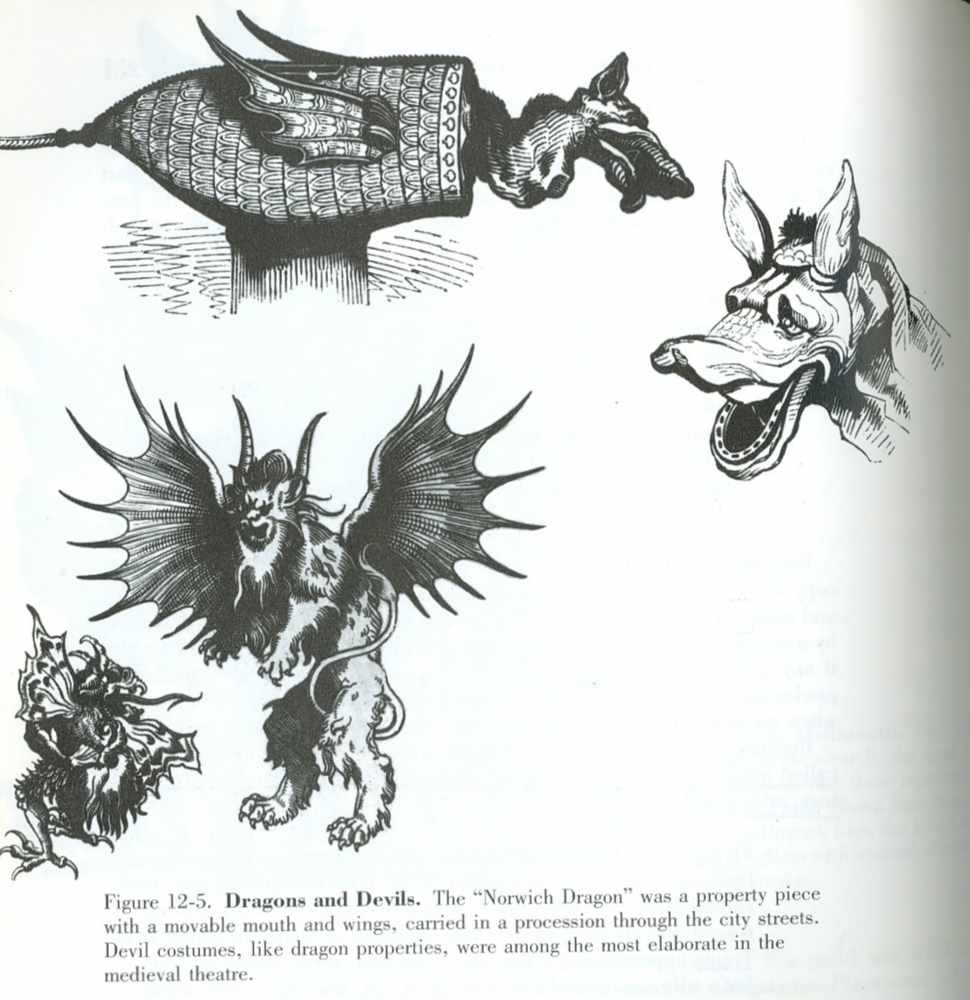 Figure 12-5. Dragons and Devils. The “Norwich Dragon” was a property piece
with a movable mouth and wings, carried in a procession through the city streets.
Devil costumes, like dragon properties, were among the most elaborate in the
medieval theatre.